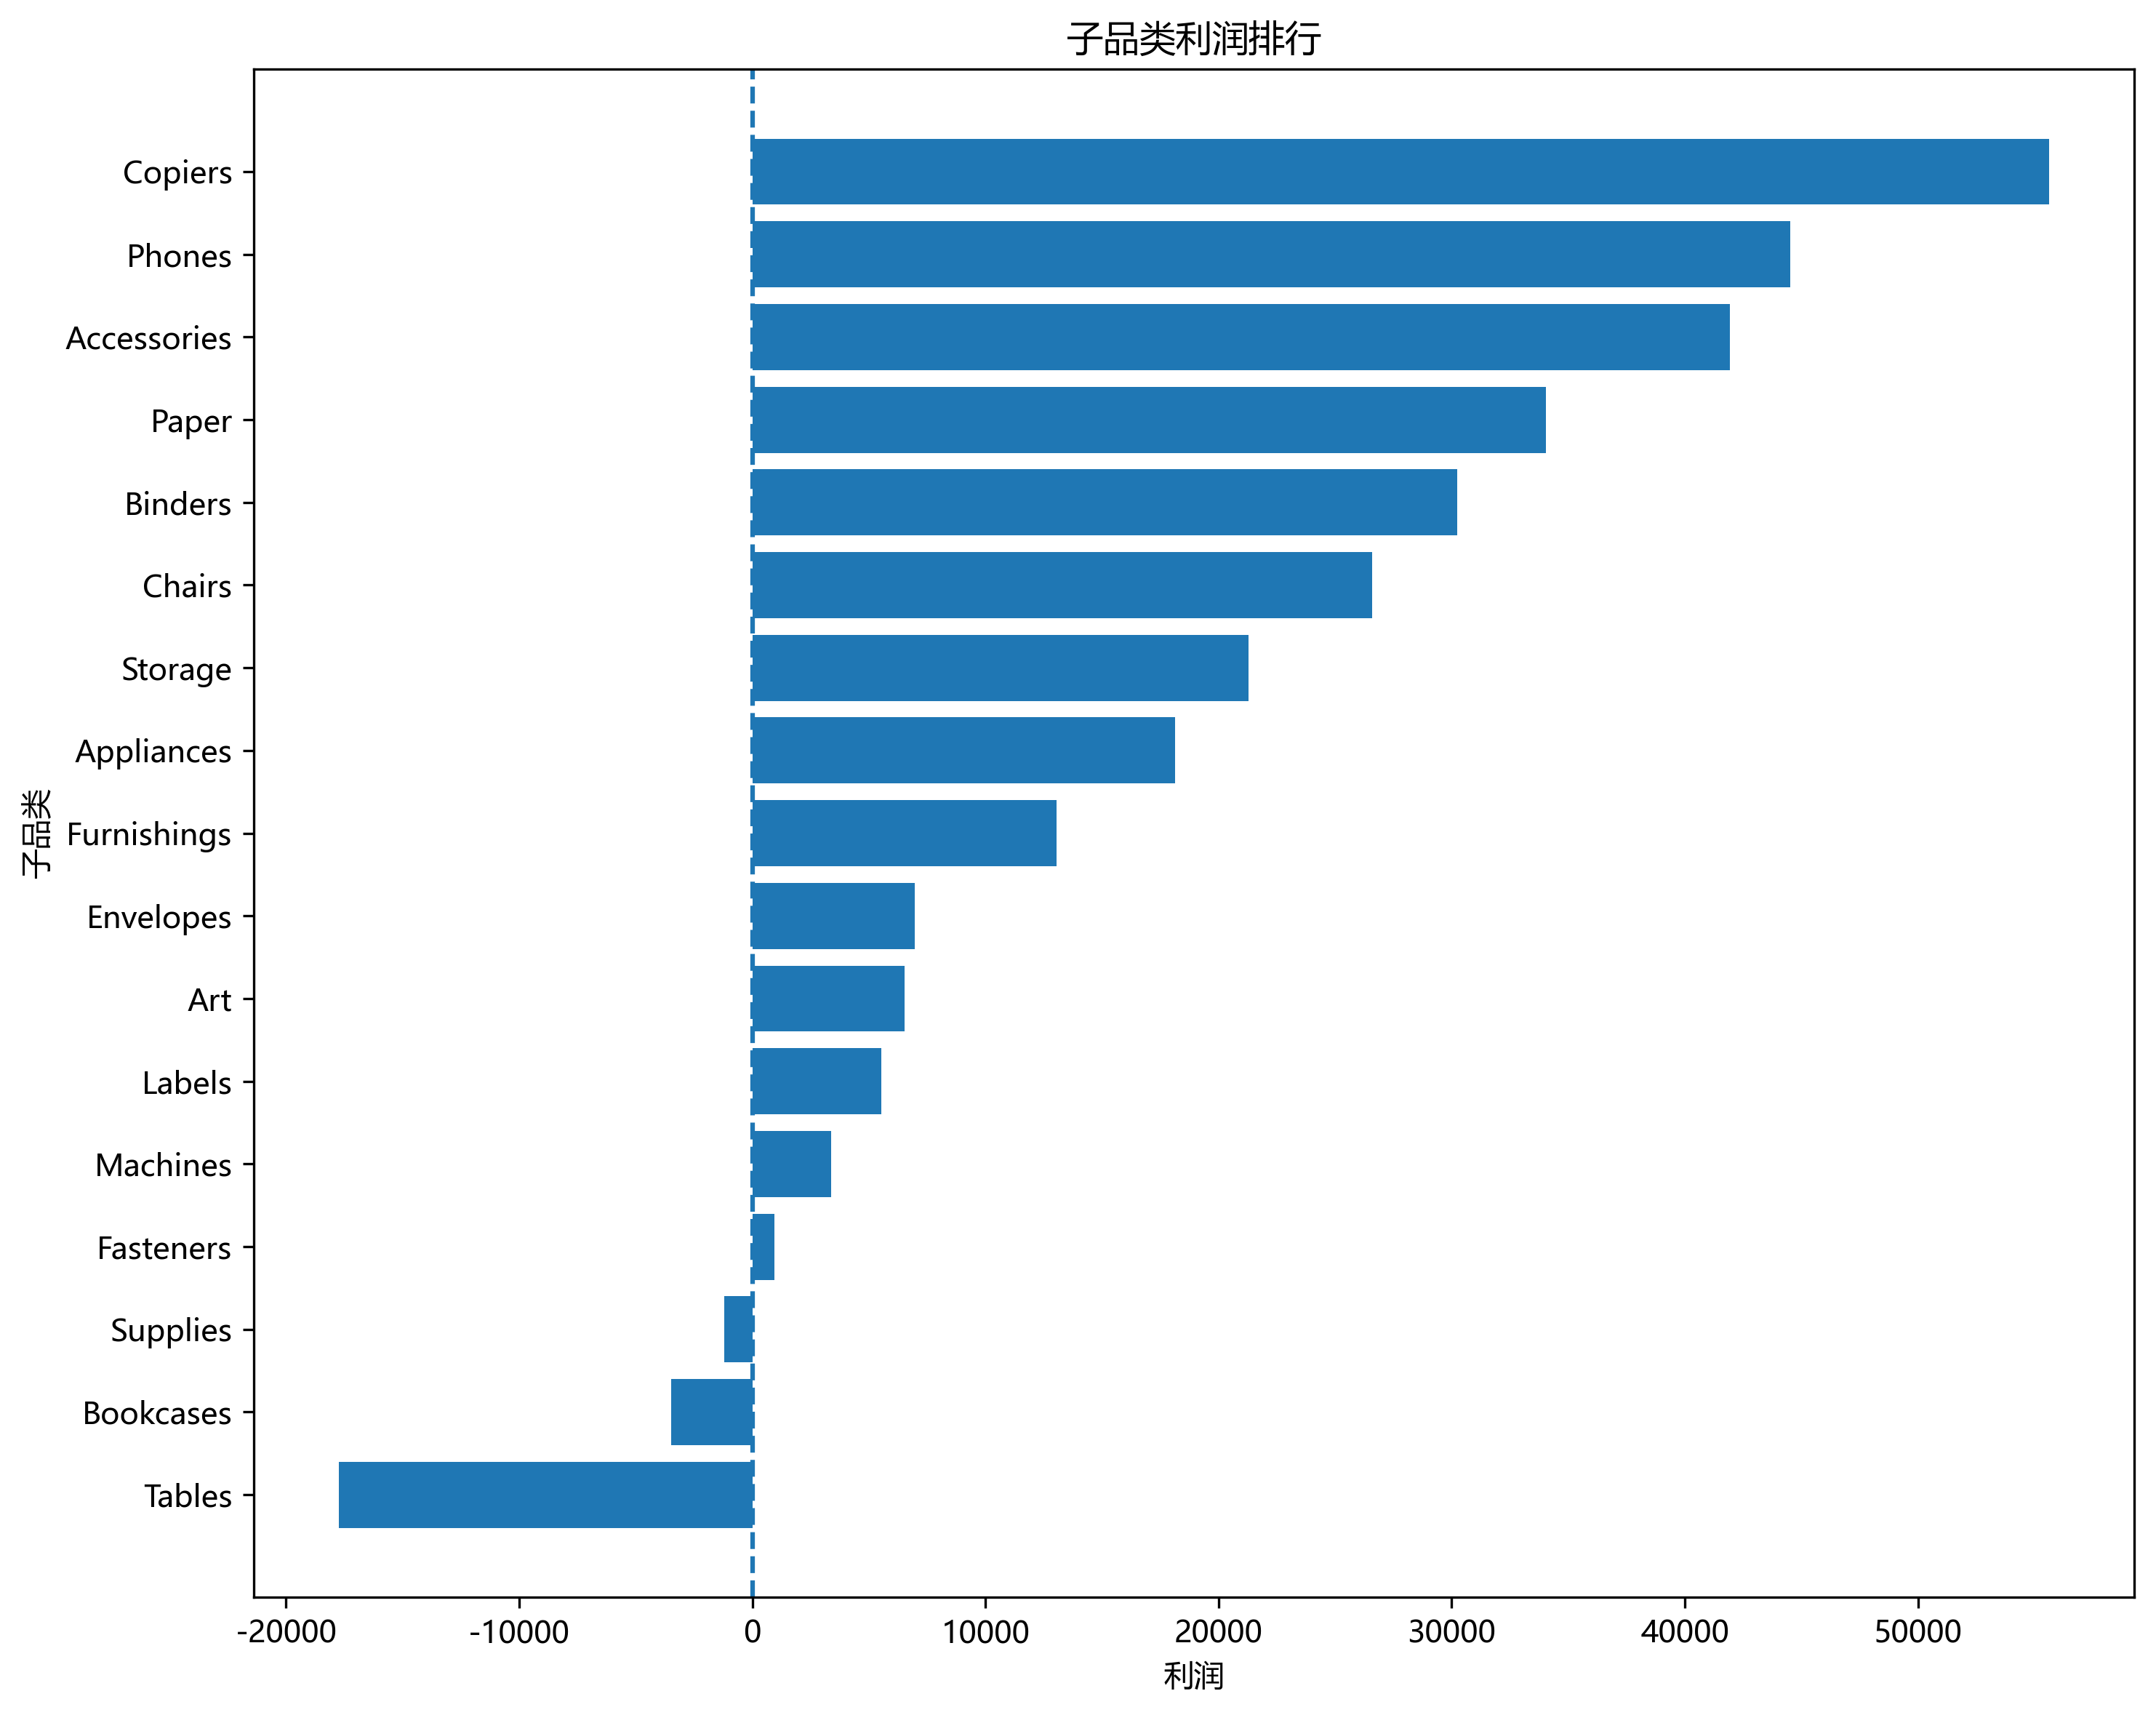 子品类利润排行
子品类
Copiers
Phones
Accessories
Paper
Binders
Chairs
Storage
Appliances
Furnishings
Envelopes
Art
Labels
Machines
Fasteners
Supplies
Bookcases
Tables
-20000 -10000 0 10000 20000 30000 40000 50000
利润